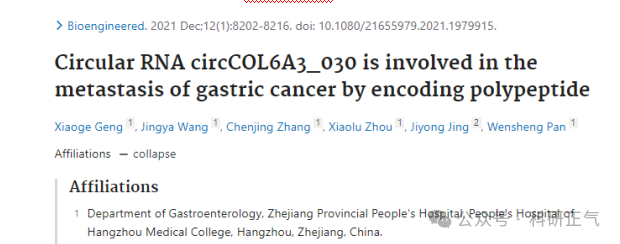 Bioengineered. 2021 Dec;12(1):8202-8216. doi: 10.1080/21655979.2021.1979915.
Circular RNA circCOL6A3_030 is involved in the
metastasis of gastric cancer by encoding polypeptide
Xiaoge Geng 1, Jingya Wang 1, Chenjing Zhang 1, Xiaolu Zhou 1, Jiyong Jing 2, Wensheng Pan 1
Affiliations — collapse
Affiliations
1 Department of Gastroenterology, Zhejiang Provincial People's Hospital, People's Hospital of
Hangzhou Medical College, Hangzhou, Zhejiang, China.
公众号 · 科研正气